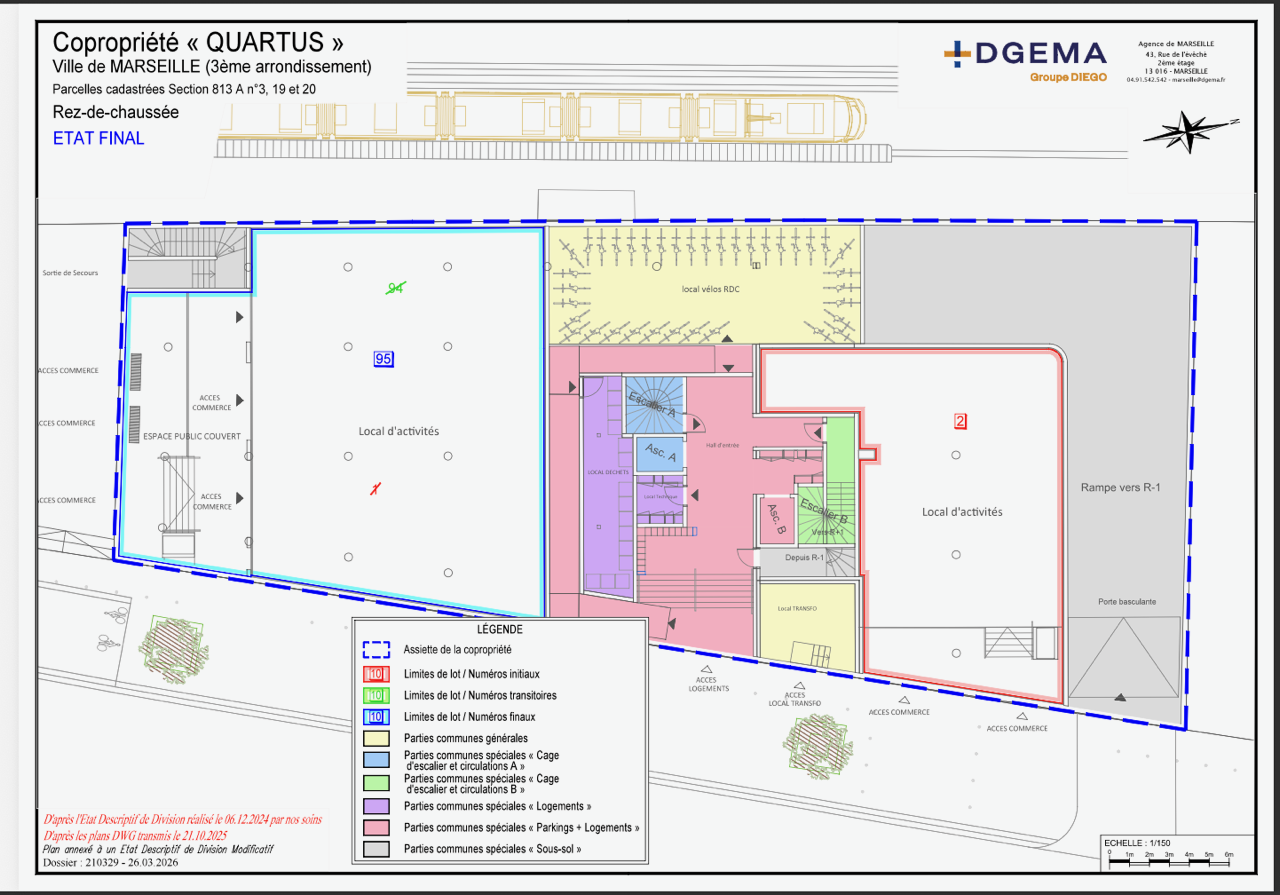 Copropriété « QUARTUS »
Ville de MARSEILLE (3ème arrondissement)
Parcelles cadastrées Section 813 A n°3, 19 et 20
Rez-de-chaussée
ETAT FINAL
DGEMA
Groupe DIEGO
Agence de MARSEILLE
43, Rue de l'évêché
2ème étage
13 016 - MARSEILLE
04.91.542.542 - marseille@dgema.fr
N
Sortie de Secours
ACCES COMMERCE
ACCES COMMERCE
ACCES COMMERCE
ACCES
COMMERCE
ESPACE PUBLIC COUVERT
ACCES
COMMERCE
94
95
Local d'activités
1
local vélos RDC
Escalier A
Asc. A
LOCAL DECHETS
Local Technique
Hall d'entrée
Asc. B
Escalier B
Vers R+1
Depuis R-1
Local TRANSFO
2
Local d'activités
Rampe vers R-1
Porte basculante
ACCES
LOGEMENTS
ACCES
LOCAL TRANSFO
ACCES COMMERCE
ACCES COMMERCE
LÉGENDE
Assiette de la copropriété
10 Limites de lot / Numéros initiaux
10 Limites de lot / Numéros transitoires
10 Limites de lot / Numéros finaux
Parties communes générales
Parties communes spéciales « Cage
d'escalier et circulations A »
Parties communes spéciales « Cage
d'escalier et circulations B »
Parties communes spéciales « Logements »
Parties communes spéciales « Parkings + Logements »
Parties communes spéciales « Sous-sol »
D'après l'Etat Descriptif de Division réalisé le 06.12.2024 par nos soins
D'après les plans DWG transmis le 21.10.2025
Plan annexé à un Etat Descriptif de Division Modificatif
Dossier : 210329 - 26.03.2026
ECHELLE : 1/150
0 1m 2m 3m 4m 5m 6m